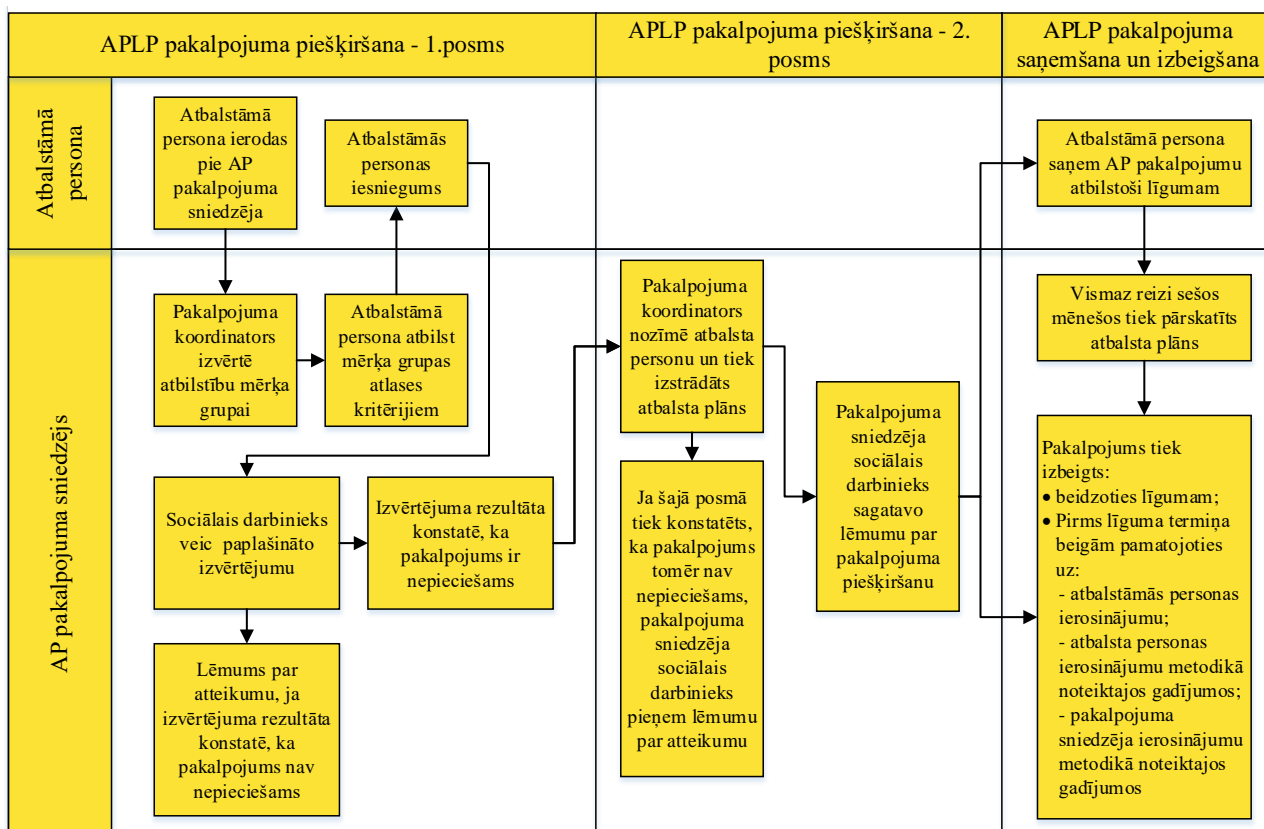 APLP pakalpojuma piešķiršana - 1.posms
APLP pakalpojuma piešķiršana - 2.
posms
APLP pakalpojuma
saņemšana un izbeigšana
Atbalstāmā
persona
Atbalstāmā
persona ierodas
pie AP
pakalpojuma
sniedzēja
Atbalstāmās
personas
iesniegums
Atbalstāmā persona
saņem AP pakalpojumu
atbilstoši līgumam
AP pakalpojuma sniedzējs
Pakalpojuma
koordinators
izvērtē
atbilstību mērķa
grupai
Atbalstāmā
persona atbilst
mērķa grupas
atlases
kritērijiem
Sociālais darbinieks
veic paplašināto
izvērtējumu
Izvērtējuma rezultāta
konstatē, ka
pakalpojums ir
nepieciešams
Lēmums par
atteikumu, ja
izvērtējuma rezultāta
konstatē, ka
pakalpojums nav
nepieciešams
Pakalpojuma
koordinators
nozīmē atbalsta
personu un tiek
izstrādāts
atbalsta plāns
Ja šajā posmā
tiek konstatēts,
ka pakalpojums
tomēr nav
nepieciešams,
pakalpojuma
sniedzēja
sociālais
darbinieks
pieņem lēmumu
par atteikumu
Pakalpojuma
sniedzēja
sociālais
darbinieks
sagatavo
lēmumu par
pakalpojuma
piešķiršanu
Vismaz reizi sešos
mēnešos tiek pārskatīts
atbalsta plāns
Pakalpojums tiek
izbeigts:
• beidzoties līgumam;
• Pirms līguma termiņa
beigām pamatojoties
uz:
- atbalstāmās personas
ierosinājumu;
- atbalsta personas
ierosinājumu metodikā
noteiktajos gadījumos;
- pakalpojuma
sniedzēja ierosinājumu
metodikā noteiktajos
gadījumos